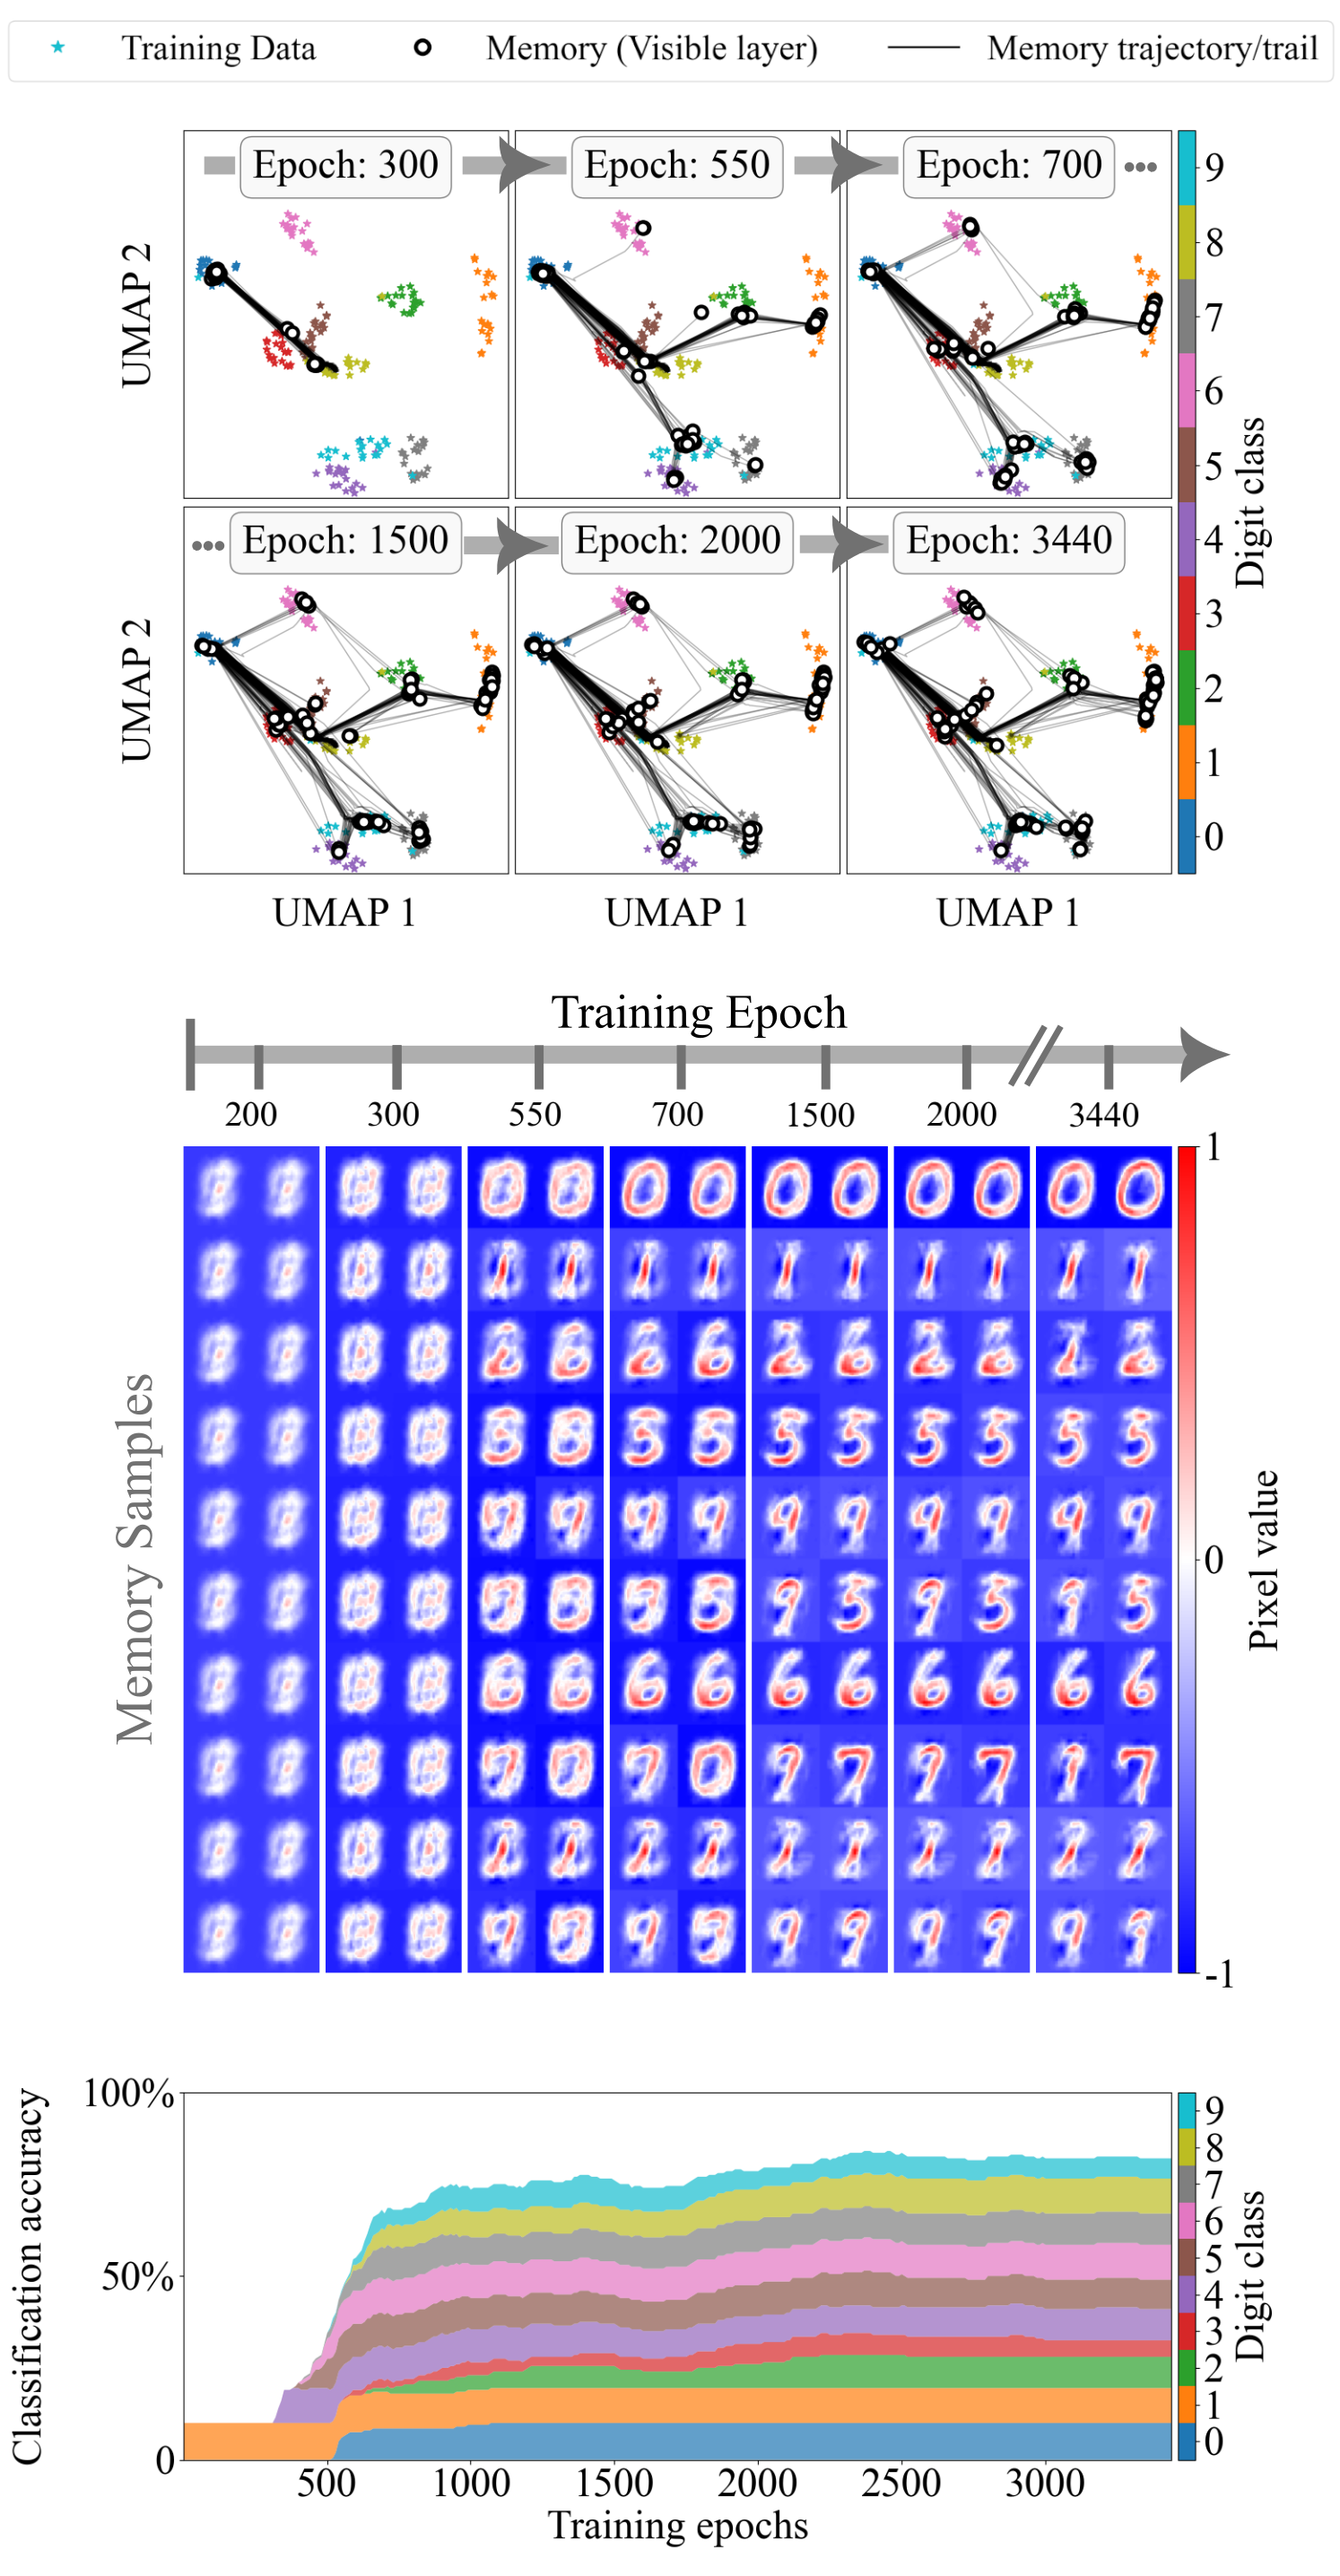 Training Data Memory (Visible layer) Memory trajectory/trail
Epoch: 300 Epoch: 550 Epoch: 700
UMAP 2
9
8
7
6
5
4
3
2
1
0
Digit class
Epoch: 1500 Epoch: 2000 Epoch: 3440
UMAP 2
UMAP 1 UMAP 1 UMAP 1
Training Epoch
200 300 550 700 1500 2000 3440
Memory Samples
1
0
-1
Pixel value
Classification accuracy
100%
50%
0
500 1000 1500 2000 2500 3000
Training epochs
9
8
7
6
5
4
3
2
1
0
Digit class